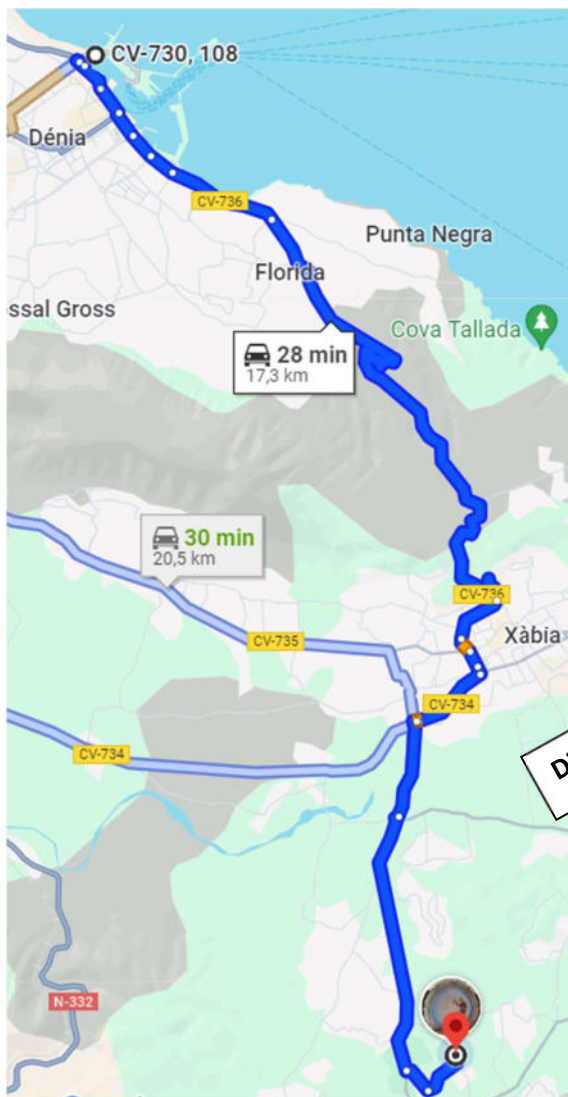 CV-730, 108
Dénia
CV-736
Punta Negra
Florida
ssal Gross
Cova Tallada
28 min
17,3 km
30 min
20,5 km
CV-736
Xàbia
CV-735
CV-734
CV-734
N-332